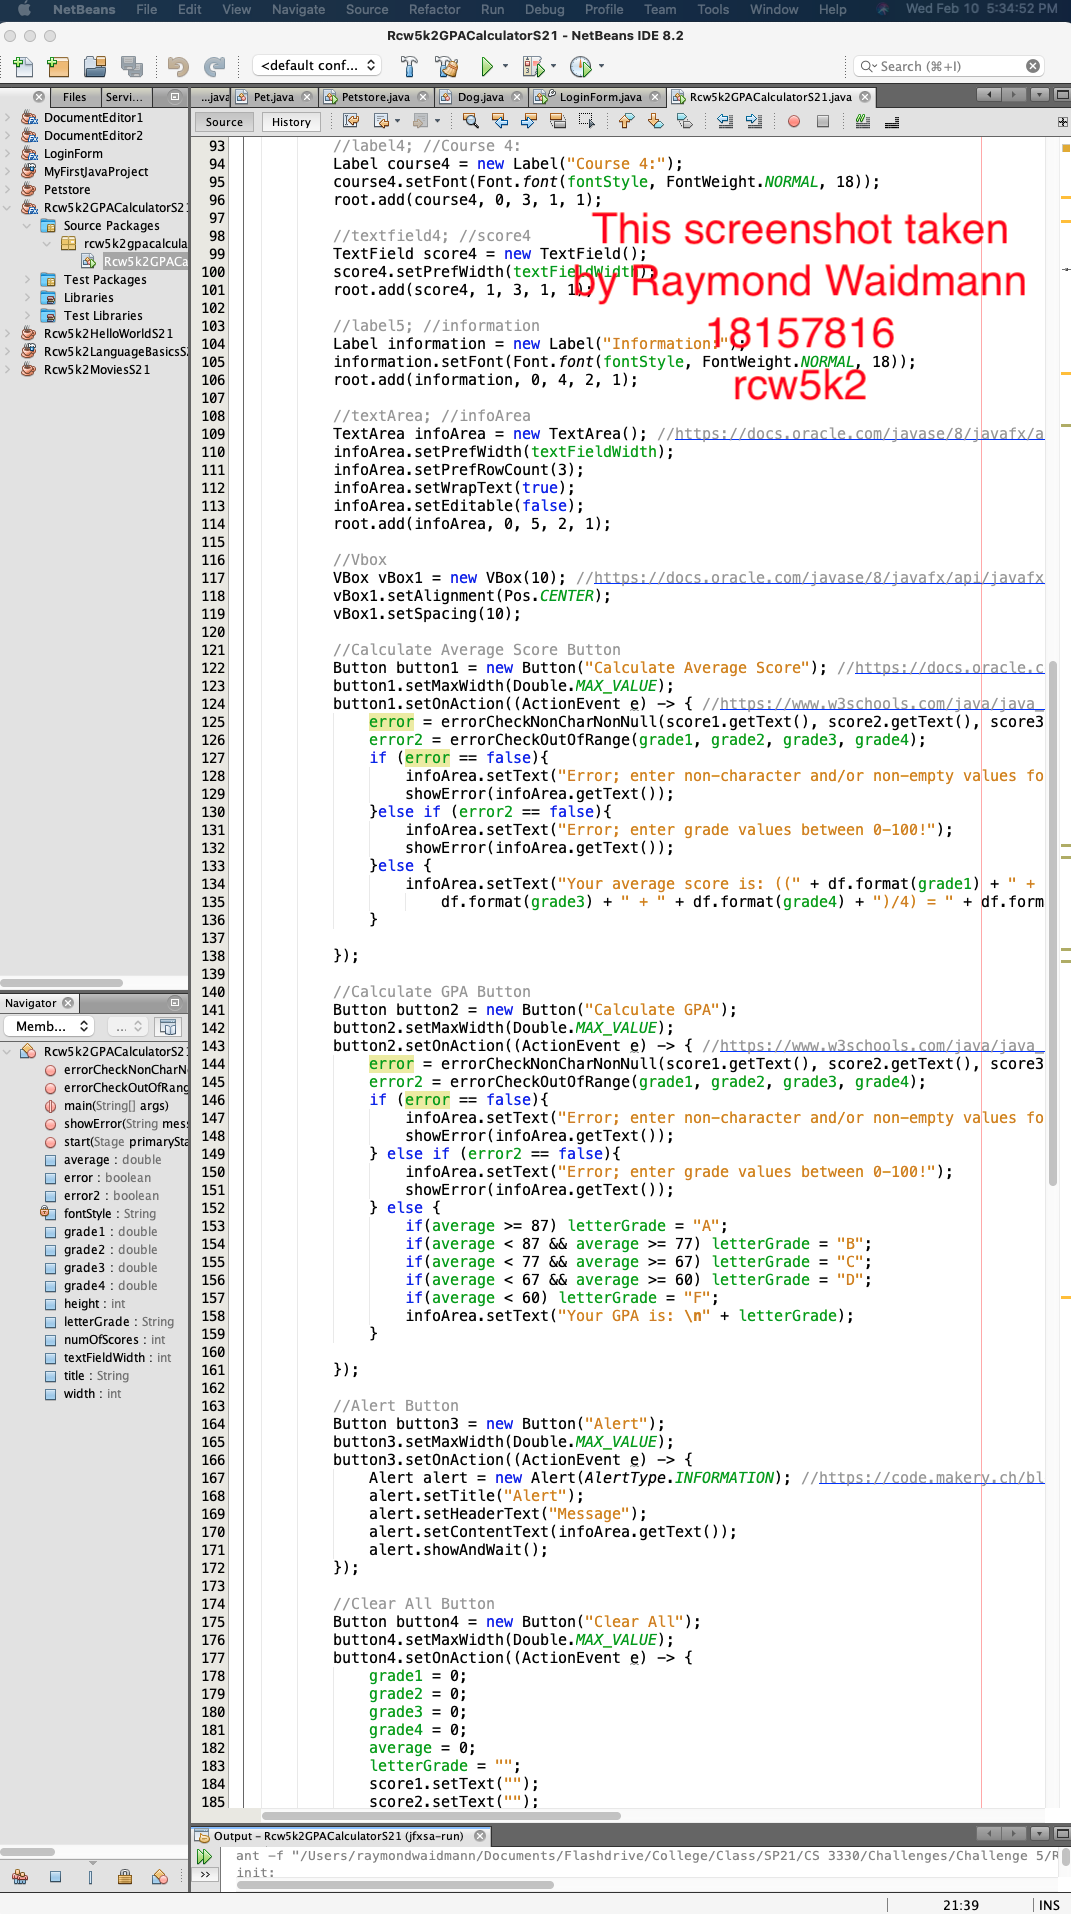 NetBeans File Edit View Navigate Source Refactor Run Debug Profile Team Tools Window Help Wed Feb 10 5:34:52 PM
Rcw5k2GPACalculatorS21 - NetBeans IDE 8.2
<default conf... Search (⌘+I)
Files Servi... ...java Pet.java Petstore.java Dog.java LoginForm.java Rcw5k2GPACalculatorS21.java
Source History
DocumentEditor1
DocumentEditor2
LoginForm
MyFirstJavaProject
Petstore
Rcw5k2GPACalculatorS21
Source Packages
rcw5k2gpacalcula
Rcw5k2GPACa
Test Packages
Libraries
Test Libraries
Rcw5k2HelloWorldS21
Rcw5k2LanguageBasicsS
Rcw5k2MoviesS21
This screenshot taken
by Raymond Waidmann
18157816
rcw5k2
93 //label4; //Course 4:
94 Label course4 = new Label("Course 4:");
95 course4.setFont(Font.font(fontStyle, FontWeight.NORMAL, 18));
96 root.add(course4, 0, 3, 1, 1);
97
98 //textfield4; //score4
99 TextField score4 = new TextField();
100 score4.setPrefWidth(textFieldWidth);
101 root.add(score4, 1, 3, 1, 1);
102
103 //label5; //information
104 Label information = new Label("Information:");
105 information.setFont(Font.font(fontStyle, FontWeight.NORMAL, 18));
106 root.add(information, 0, 4, 2, 1);
107
108 //textArea; //infoArea
109 TextArea infoArea = new TextArea(); //https://docs.oracle.com/javase/8/javafx/a
110 infoArea.setPrefWidth(textFieldWidth);
111 infoArea.setPrefRowCount(3);
112 infoArea.setWrapText(true);
113 infoArea.setEditable(false);
114 root.add(infoArea, 0, 5, 2, 1);
115
116 //Vbox
117 VBox vBox1 = new VBox(10); //https://docs.oracle.com/javase/8/javafx/api/javafx
118 vBox1.setAlignment(Pos.CENTER);
119 vBox1.setSpacing(10);
120
121 //Calculate Average Score Button
122 Button button1 = new Button("Calculate Average Score"); //https://docs.oracle.c
123 button1.setMaxWidth(Double.MAX_VALUE);
124 button1.setOnAction((ActionEvent e) -> { //https://www.w3schools.com/java/java_
125 error = errorCheckNonCharNonNull(score1.getText(), score2.getText(), score3
126 error2 = errorCheckOutOfRange(grade1, grade2, grade3, grade4);
127 if (error == false){
128 infoArea.setText("Error; enter non-character and/or non-empty values fo
129 showError(infoArea.getText());
130 }else if (error2 == false){
131 infoArea.setText("Error; enter grade values between 0-100!");
132 showError(infoArea.getText());
133 }else {
134 infoArea.setText("Your average score is: ((" + df.format(grade1) + " +
135 df.format(grade3) + " + " + df.format(grade4) + ")/4) = " + df.form
136 }
137
138 });
139
140 //Calculate GPA Button
141 Button button2 = new Button("Calculate GPA");
142 button2.setMaxWidth(Double.MAX_VALUE);
143 button2.setOnAction((ActionEvent e) -> { //https://www.w3schools.com/java/java_
144 error = errorCheckNonCharNonNull(score1.getText(), score2.getText(), score3
145 error2 = errorCheckOutOfRange(grade1, grade2, grade3, grade4);
146 if (error == false){
147 infoArea.setText("Error; enter non-character and/or non-empty values fo
148 showError(infoArea.getText());
149 } else if (error2 == false){
150 infoArea.setText("Error; enter grade values between 0-100!");
151 showError(infoArea.getText());
152 } else {
153 if(average >= 87) letterGrade = "A";
154 if(average < 87 && average >= 77) letterGrade = "B";
155 if(average < 77 && average >= 67) letterGrade = "C";
156 if(average < 67 && average >= 60) letterGrade = "D";
157 if(average < 60) letterGrade = "F";
158 infoArea.setText("Your GPA is: \n" + letterGrade);
159 }
160
161 });
162
163 //Alert Button
164 Button button3 = new Button("Alert");
165 button3.setMaxWidth(Double.MAX_VALUE);
166 button3.setOnAction((ActionEvent e) -> {
167 Alert alert = new Alert(AlertType.INFORMATION); //https://code.makery.ch/bl
168 alert.setTitle("Alert");
169 alert.setHeaderText("Message");
170 alert.setContentText(infoArea.getText());
171 alert.showAndWait();
172 });
173
174 //Clear All Button
175 Button button4 = new Button("Clear All");
176 button4.setMaxWidth(Double.MAX_VALUE);
177 button4.setOnAction((ActionEvent e) -> {
178 grade1 = 0;
179 grade2 = 0;
180 grade3 = 0;
181 grade4 = 0;
182 average = 0;
183 letterGrade = "";
184 score1.setText("");
185 score2.setText("");
Navigator
Memb... ...
Rcw5k2GPACalculatorS2
errorCheckNonCharN
errorCheckOutOfRang
main(String[] args)
showError(String mes
start(Stage primarySta
average : double
error : boolean
error2 : boolean
fontStyle : String
grade1 : double
grade2 : double
grade3 : double
grade4 : double
height : int
letterGrade : String
numOfScores : int
textFieldWidth : int
title : String
width : int
Output - Rcw5k2GPACalculatorS21 (jfxsa-run)
ant -f "/Users/raymondwaidmann/Documents/Flashdrive/College/Class/SP21/CS 3330/Challenges/Challenge 5/R
init:
21:39 INS